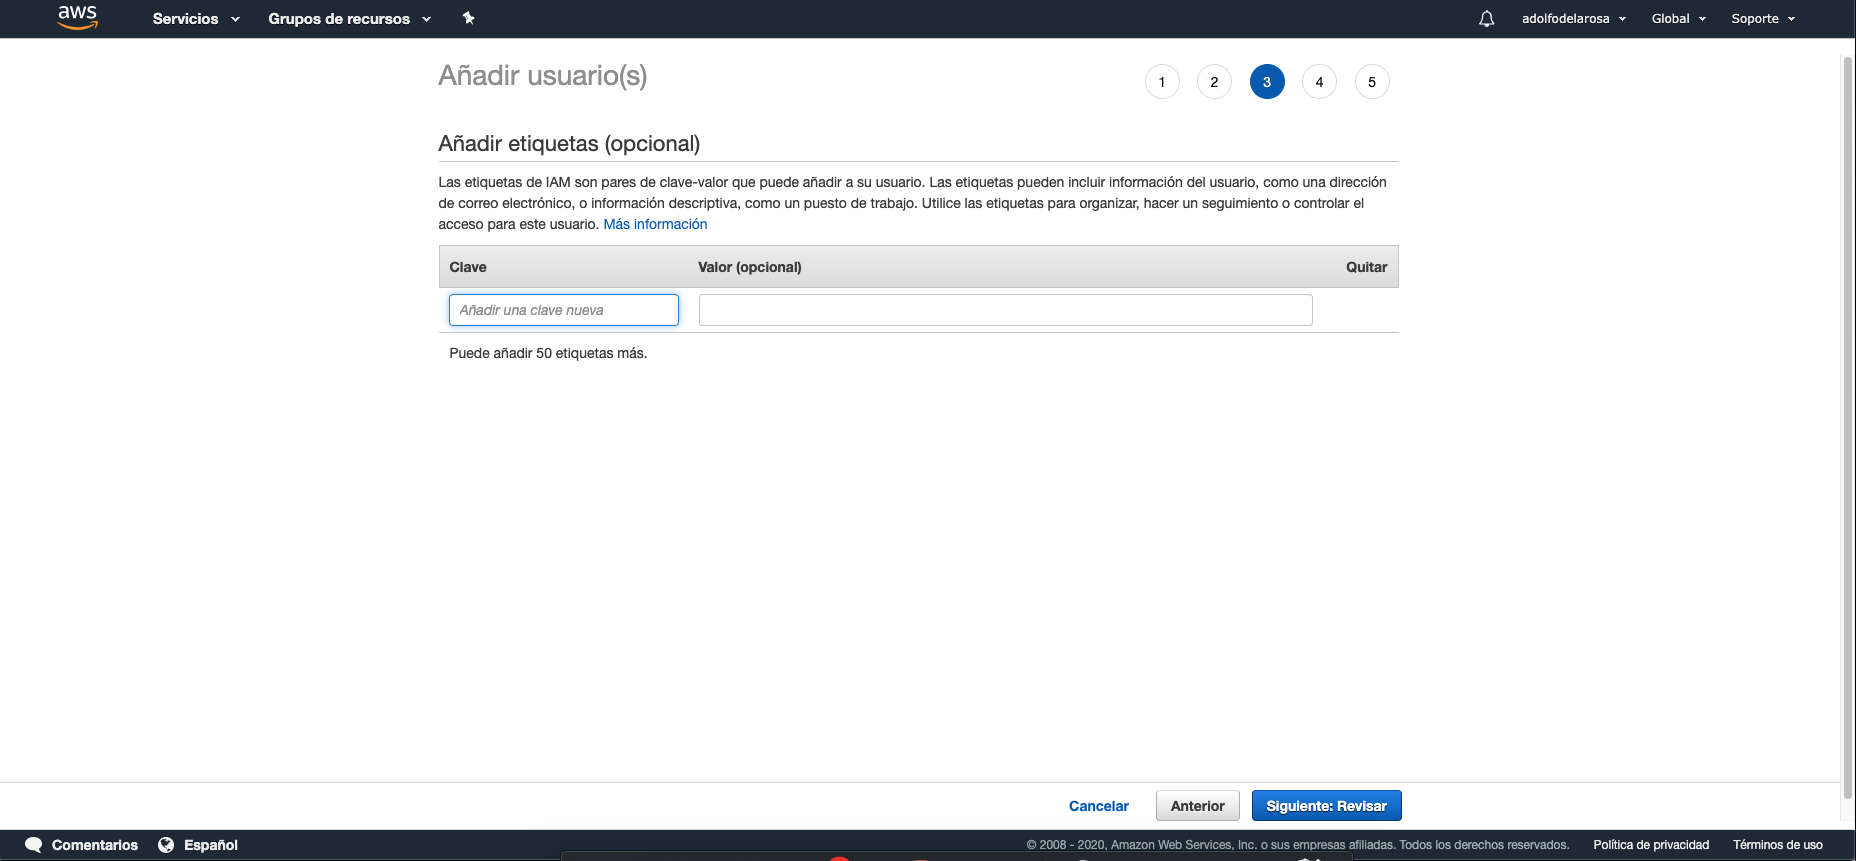 aws Servicios Grupos de recursos adolfodelarosa Global Soporte
Añadir usuario(s) 1 2 3 4 5
Añadir etiquetas (opcional)
Las etiquetas de IAM son pares de clave-valor que puede añadir a su usuario. Las etiquetas pueden incluir información del usuario, como una dirección
de correo electrónico, o información descriptiva, como un puesto de trabajo. Utilice las etiquetas para organizar, hacer un seguimiento o controlar el
acceso para este usuario. Más información
Clave Valor (opcional) Quitar
Añadir una clave nueva
Puede añadir 50 etiquetas más.
Cancelar Anterior Siguiente: Revisar
Comentarios Español © 2008 - 2020, Amazon Web Services, Inc. o sus empresas afiliadas. Todos los derechos reservados. Política de privacidad Términos de uso